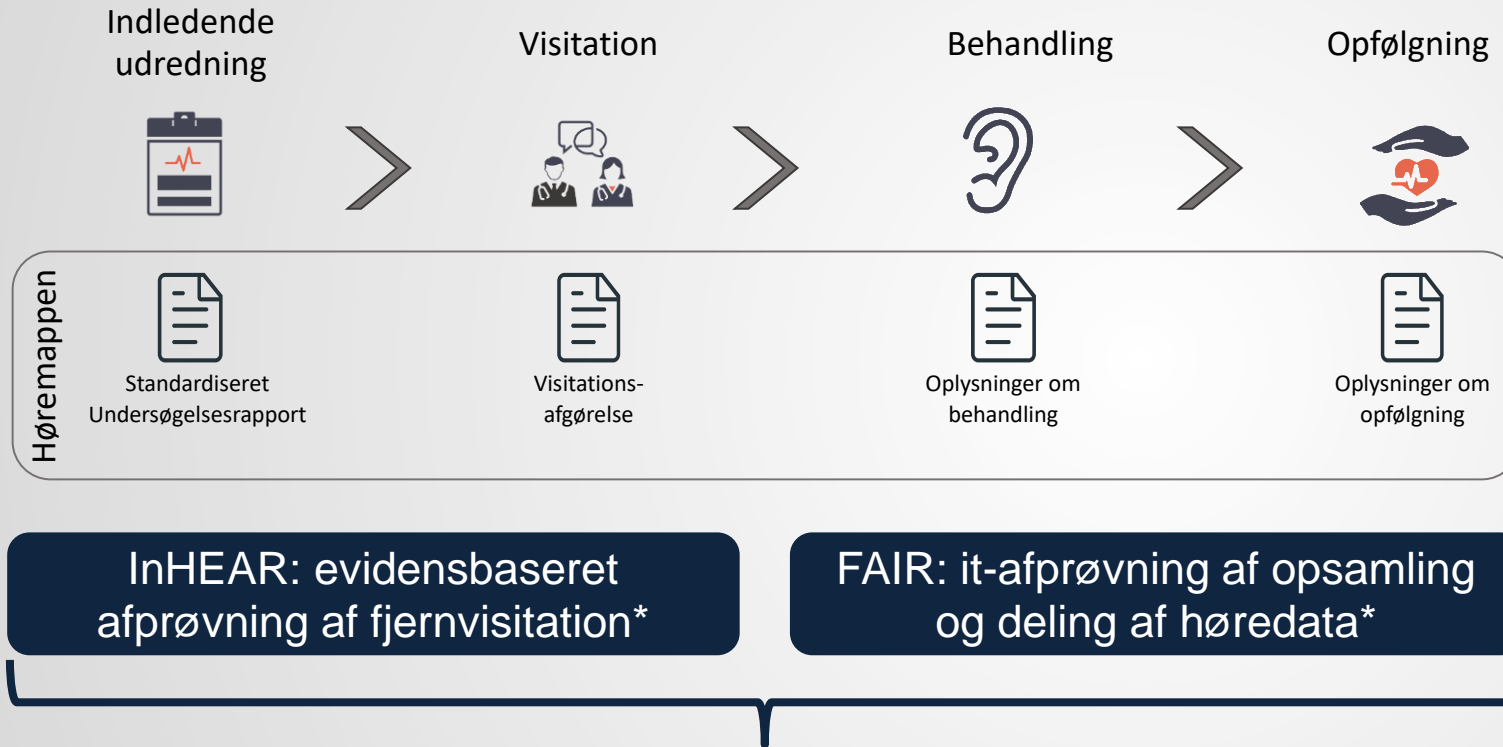 Indledende
udredning
Visitation
Behandling
Opfølgning
Høremappen
Standardiseret
Undersøgelsesrapport
Visitations-
afgørelse
Oplysninger om
behandling
Oplysninger om
opfølgning
InHEAR: evidensbaseret
afprøvning af fjernvisitation*
FAIR: it-afprøvning af opsamling
og deling af høredata*